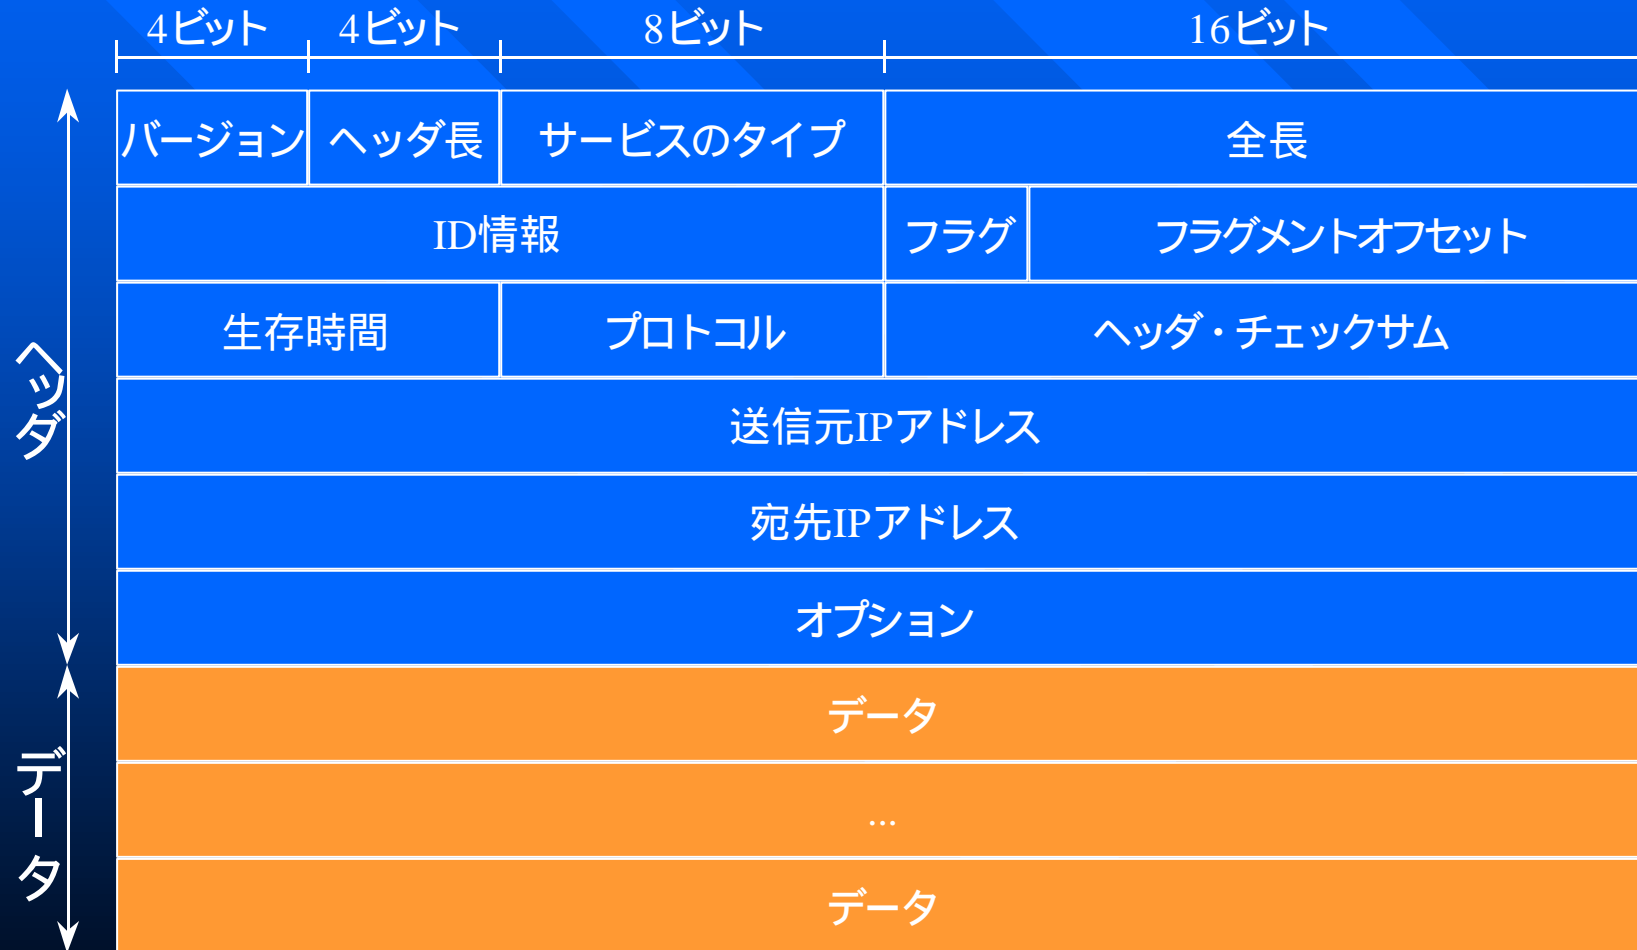 4ビット 4ビット 8ビット 16ビット
バージョン ヘッダ長 サービスのタイプ 全長
ID情報 フラグ フラグメントオフセット
生存時間 プロトコル ヘッダ・チェックサム
送信元IPアドレス
宛先IPアドレス
オプション
ヘッダ
データ
...
データ
データ